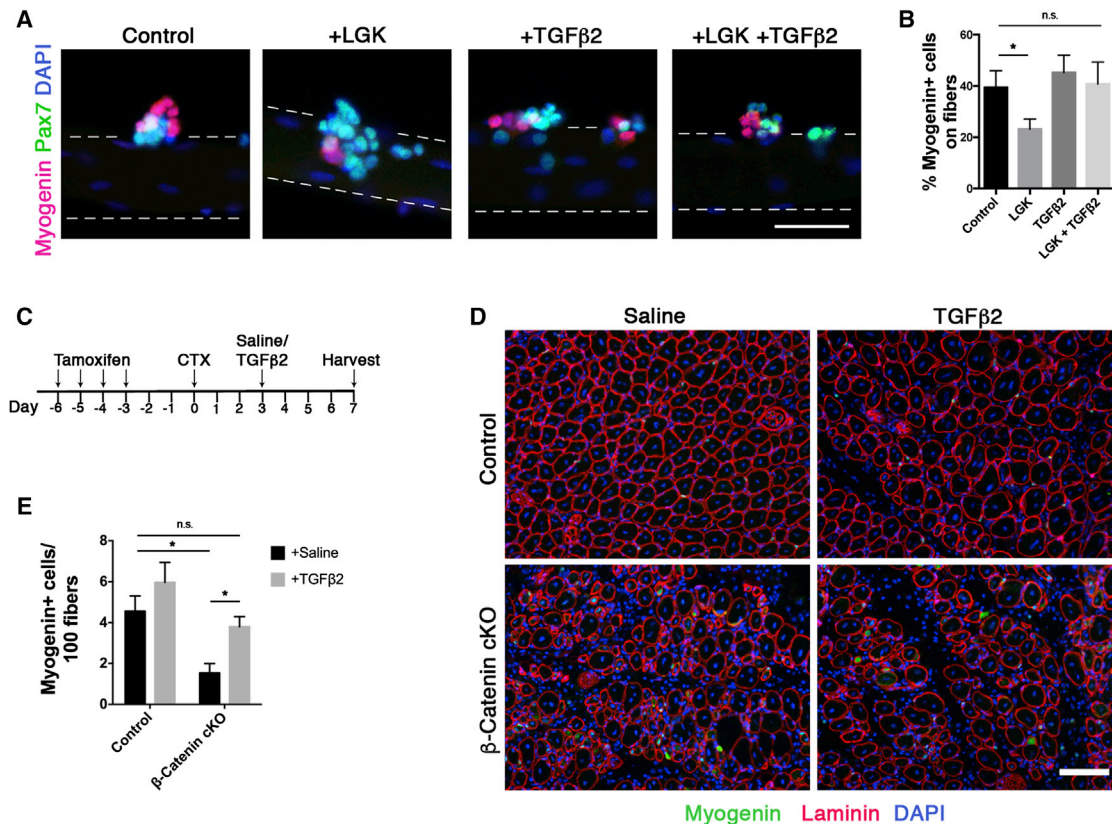 A
Control
+LGK
+TGFβ2
+LGK +TGFβ2
Myogenin Pax7 DAPI
B
n.s.
*
% Myogenin+ cells
on fibers
60
40
20
0
Control
LGK
TGFβ2
LGK + TGFβ2
C
Tamoxifen
CTX
Saline/
TGFβ2
Harvest
Day -6 -5 -4 -3 -2 -1 0 1 2 3 4 5 6 7
D
Saline
TGFβ2
Control
β-Catenin cKO
Myogenin Laminin DAPI
E
n.s.
*
*
Myogenin+ cells/
100 fibers
8
6
4
2
0
Control
β-Catenin cKO
+Saline
+TGFβ2